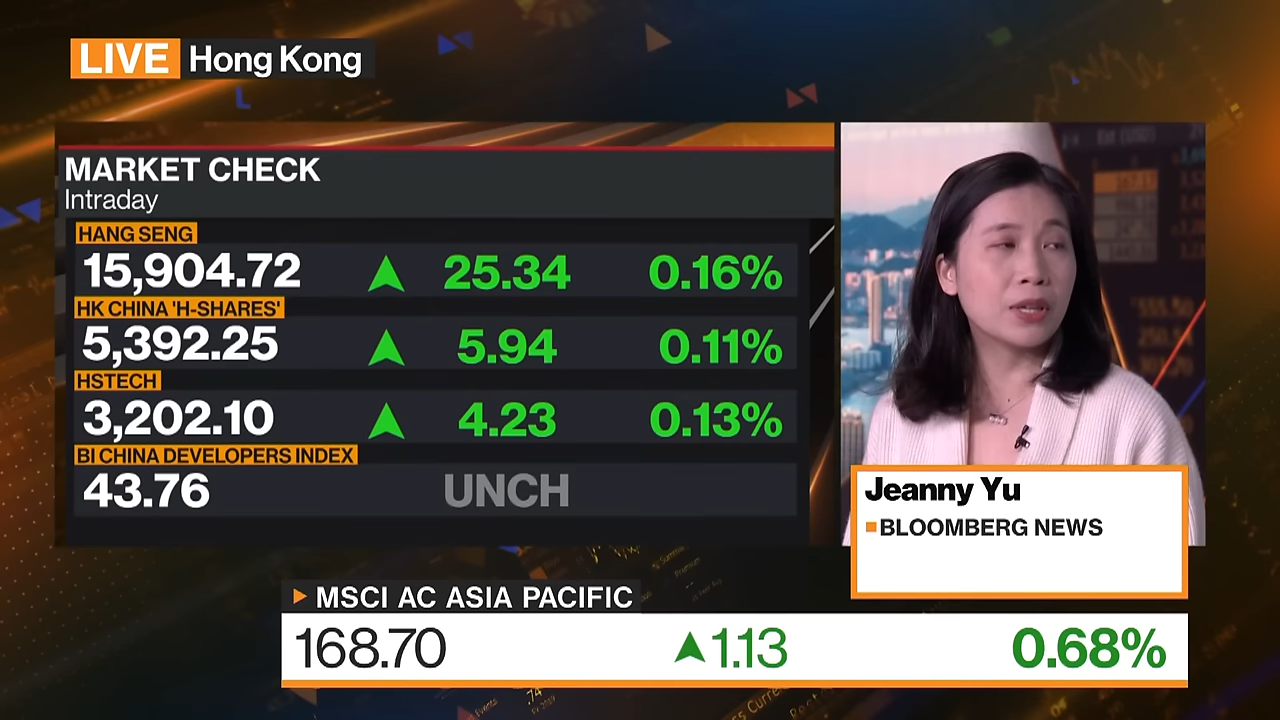 LIVE Hong Kong
MARKET CHECK
Intraday
HANG SENG
15,904.72 ▲ 25.34 0.16%
HK CHINA 'H-SHARES'
5,392.25 ▲ 5.94 0.11%
HSTECH
3,202.10 ▲ 4.23 0.13%
BI CHINA DEVELOPERS INDEX
43.76 UNCH
Jeanny Yu
BLOOMBERG NEWS
MSCI AC ASIA PACIFIC
168.70 ▲1.13 0.68%